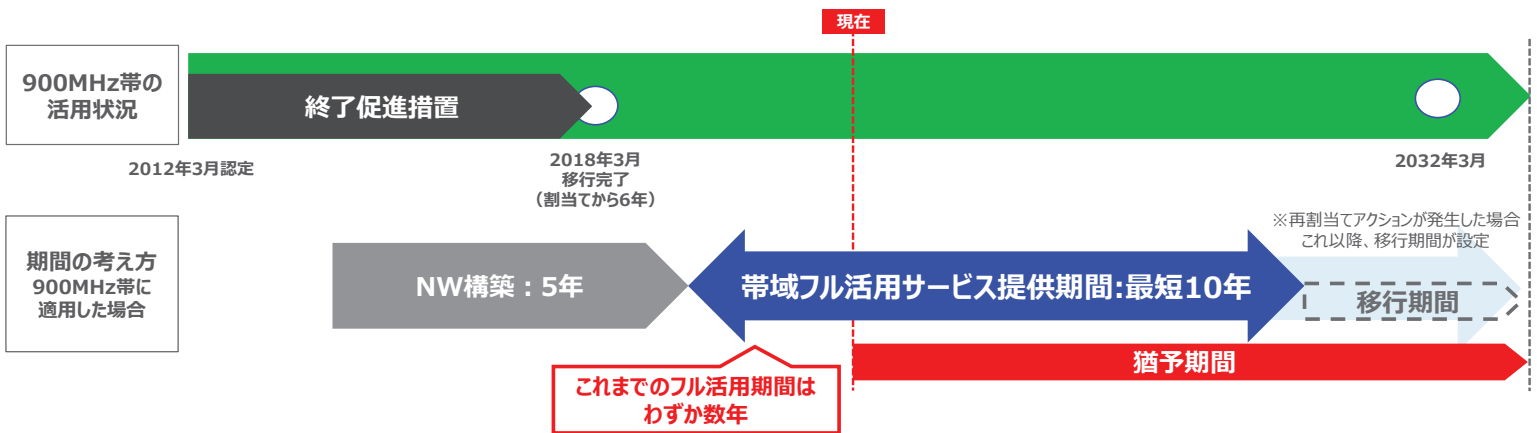 現在
900MHz帯の
活用状況
終了促進措置
2012年3月認定
2018年3月
移行完了
（割当てから6年）
2032年3月
※再割当てアクションが発生した場合
これ以降、移行期間が設定
期間の考え方
900MHz帯に
適用した場合
NW構築：5年
帯域フル活用サービス提供期間:最短10年
移行期間
猶予期間
これまでのフル活用期間は
わずか数年